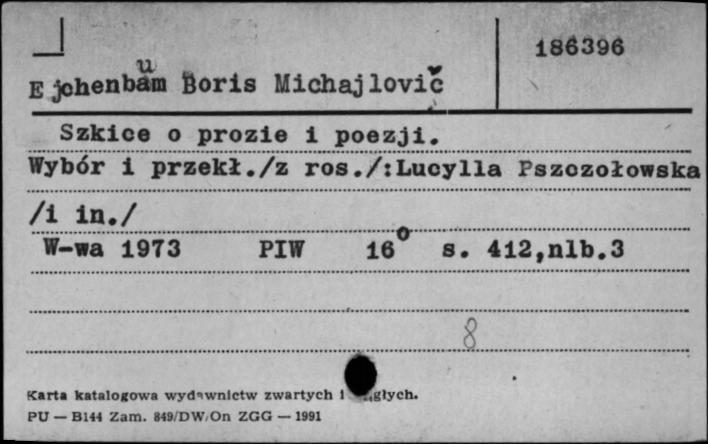 186396
Ejchenbaum Boris Michajlovič
Szkice o prozie i poezji.
Wybór i przekł./z ros./:Lucylla Pszczołowska
/i in./
W-wa 1973 PIW 16° s. 412,nlb.3
8
Karta katalogowa wydawnictw zwartych i
PU — B144 Zam. 849/DW/On ZGG — 1991